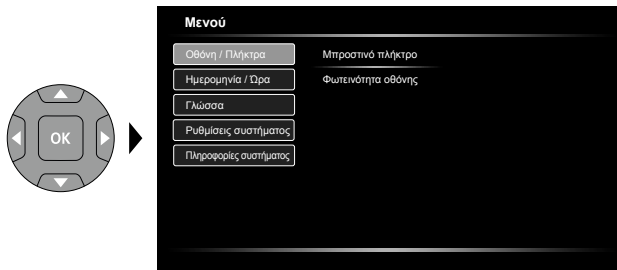 Μενού
Οθόνη / Πλήκτρα
Μπροστινό πλήκτρο
Ημερομηνία / Ώρα
Φωτεινότητα οθόνης
Γλώσσα
OK
Ρυθμίσεις συστήματος
Πληροφορίες συστήματος